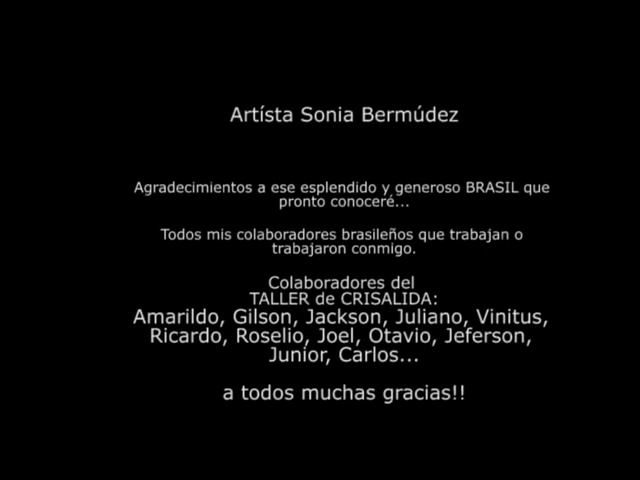 Artísta Sonia Bermúdez
Agradecimientos a ese esplendido y generoso BRASIL que
pronto conoceré...
Todos mis colaboradores brasileños que trabajan o
trabajaron conmigo.
Colaboradores del
TALLER de CRISALIDA:
Amarildo, Gilson, Jackson, Juliano, Vinitus,
Ricardo, Roselio, Joel, Otavio, Jeferson,
Junior, Carlos...
a todos muchas gracias!!